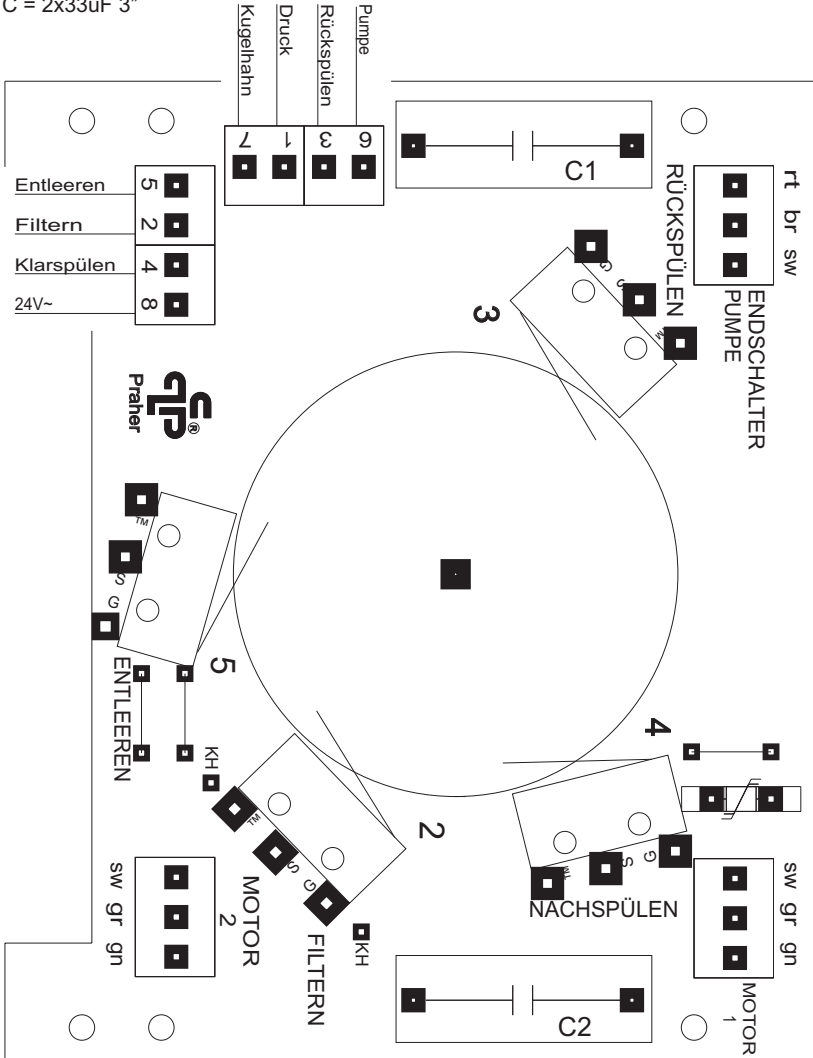 C = 2x33uF 3"
Kugelhahn
Druck
Rückspülen
Pumpe
7
1
3
6
C1
Entleeren
5
Filtern
2
Klarspülen
4
24V~
8
rt
br
sw
RÜCKSPÜLEN
ENDSCHALTER
PUMPE
G
S
TM
3
®
Praher
TM
S
G
5
ENTLEEREN
KH
TM
S
G
2
FILTERN
KH
4
TM
S
G
NACHSPÜLEN
sw
gr
gn
MOTOR
2
sw
gr
gn
MOTOR
1
C2